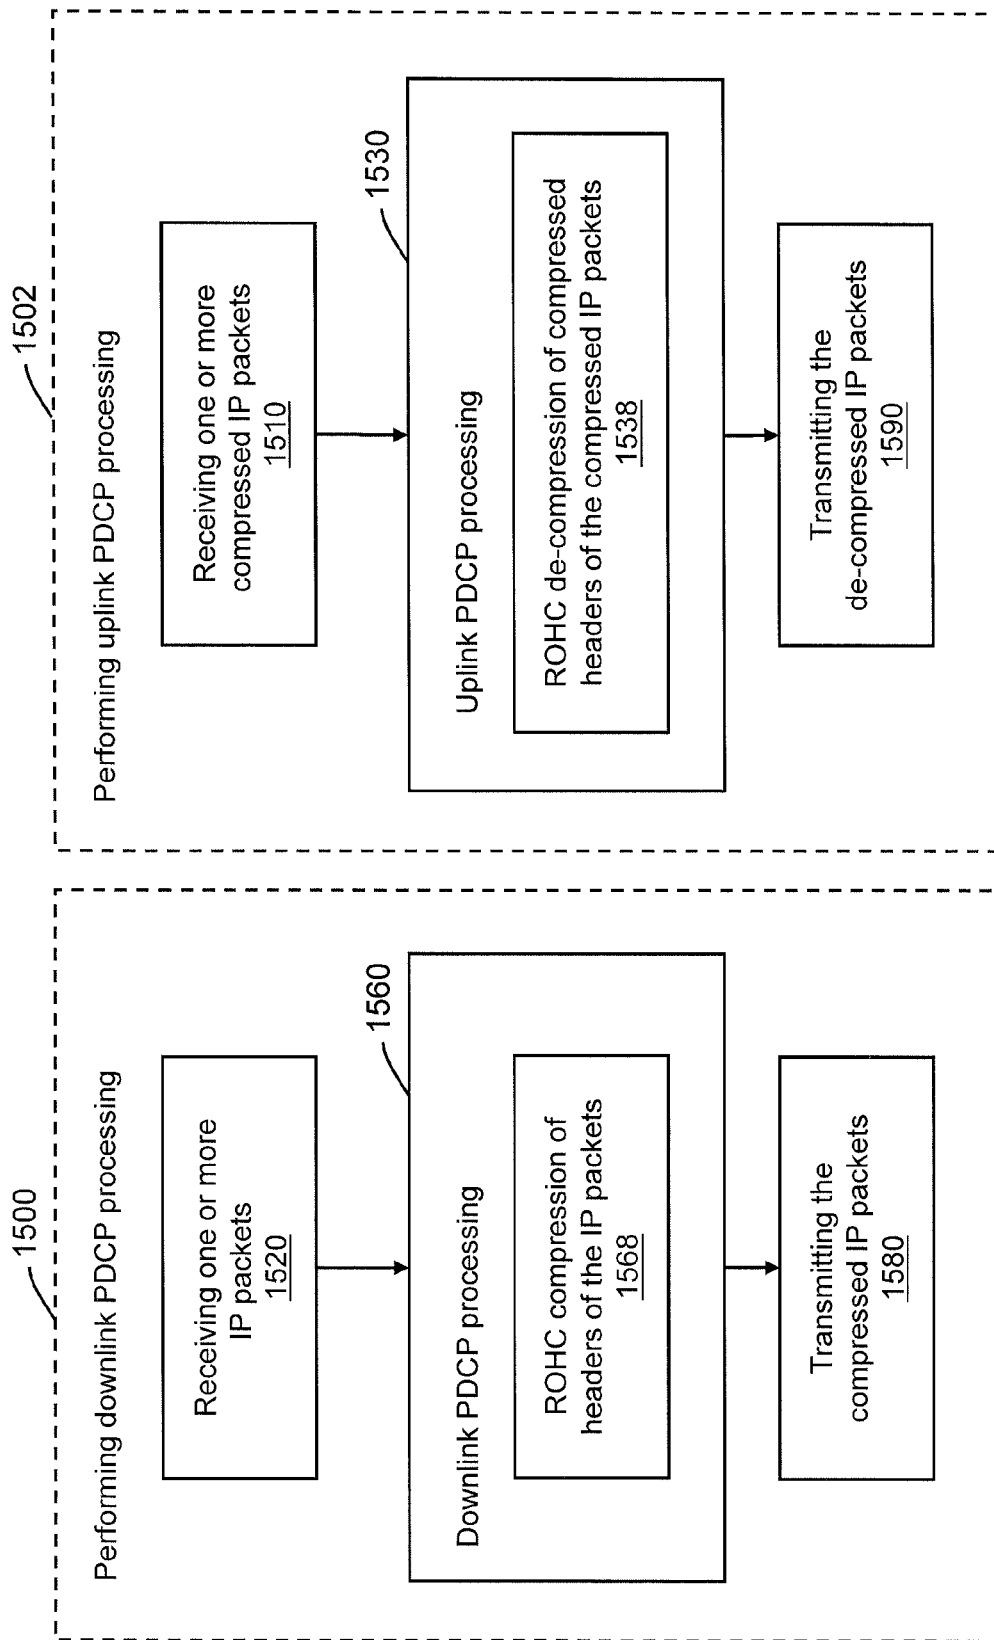 1500
Performing downlink PDCP processing
Receiving one or more
IP packets
1520
1560
Downlink PDCP processing
ROHC compression of
headers of the IP packets
1568
Transmitting the
compressed IP packets
1580
1502
Performing uplink PDCP processing
Receiving one or more
compressed IP packets
1510
1530
Uplink PDCP processing
ROHC de-compression of compressed
headers of the compressed IP packets
1538
Transmitting the
de-compressed IP packets
1590